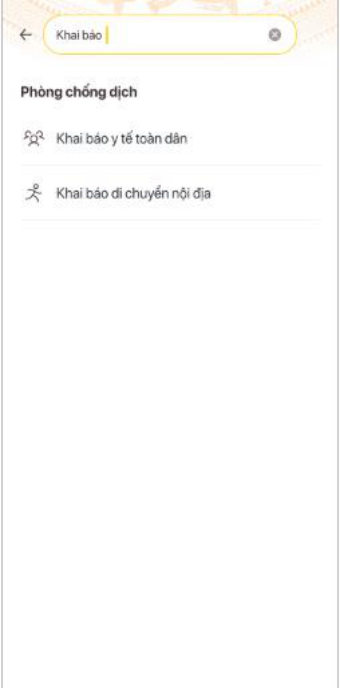 Khai báo
Phòng chống dịch
Khai báo y tế toàn dân
Khai báo di chuyển nội địa